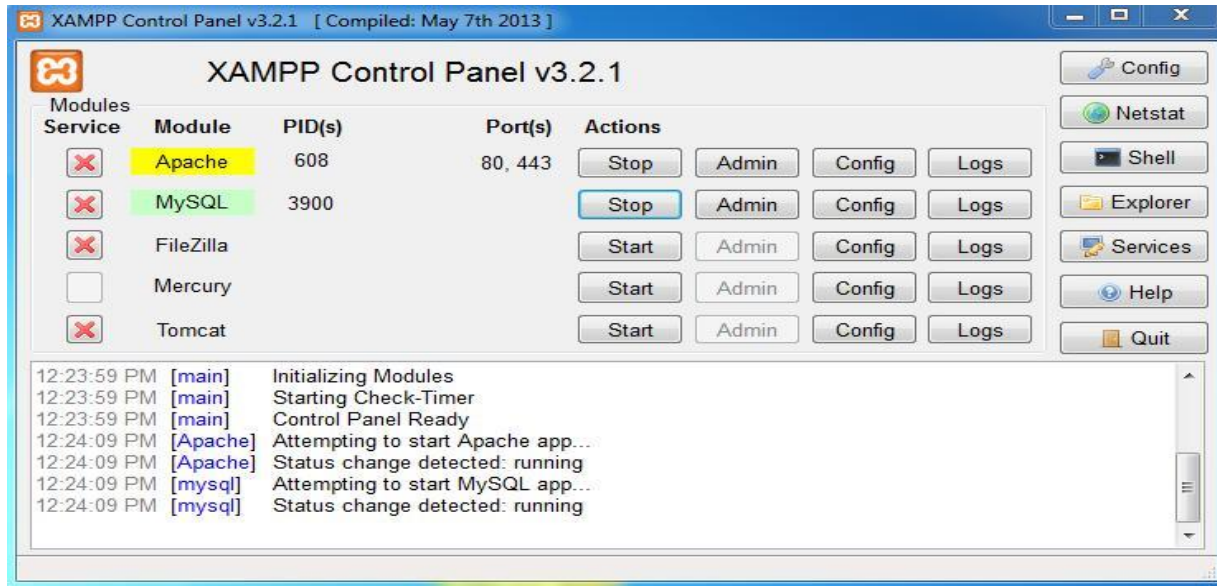 XAMPP Control Panel v3.2.1 [ Compiled: May 7th 2013 ]
XAMPP Control Panel v3.2.1
Config
Modules
Service Module PID(s) Port(s) Actions
Netstat
Apache 608 80, 443 Stop Admin Config Logs
Shell
MySQL 3900 Stop Admin Config Logs
Explorer
FileZilla Start Admin Config Logs
Services
Mercury Start Admin Config Logs
Help
Tomcat Start Admin Config Logs
Quit
12:23:59 PM [main] Initializing Modules
12:23:59 PM [main] Starting Check-Timer
12:23:59 PM [main] Control Panel Ready
12:24:09 PM [Apache] Attempting to start Apache app...
12:24:09 PM [Apache] Status change detected: running
12:24:09 PM [mysql] Attempting to start MySQL app...
12:24:09 PM [mysql] Status change detected: running